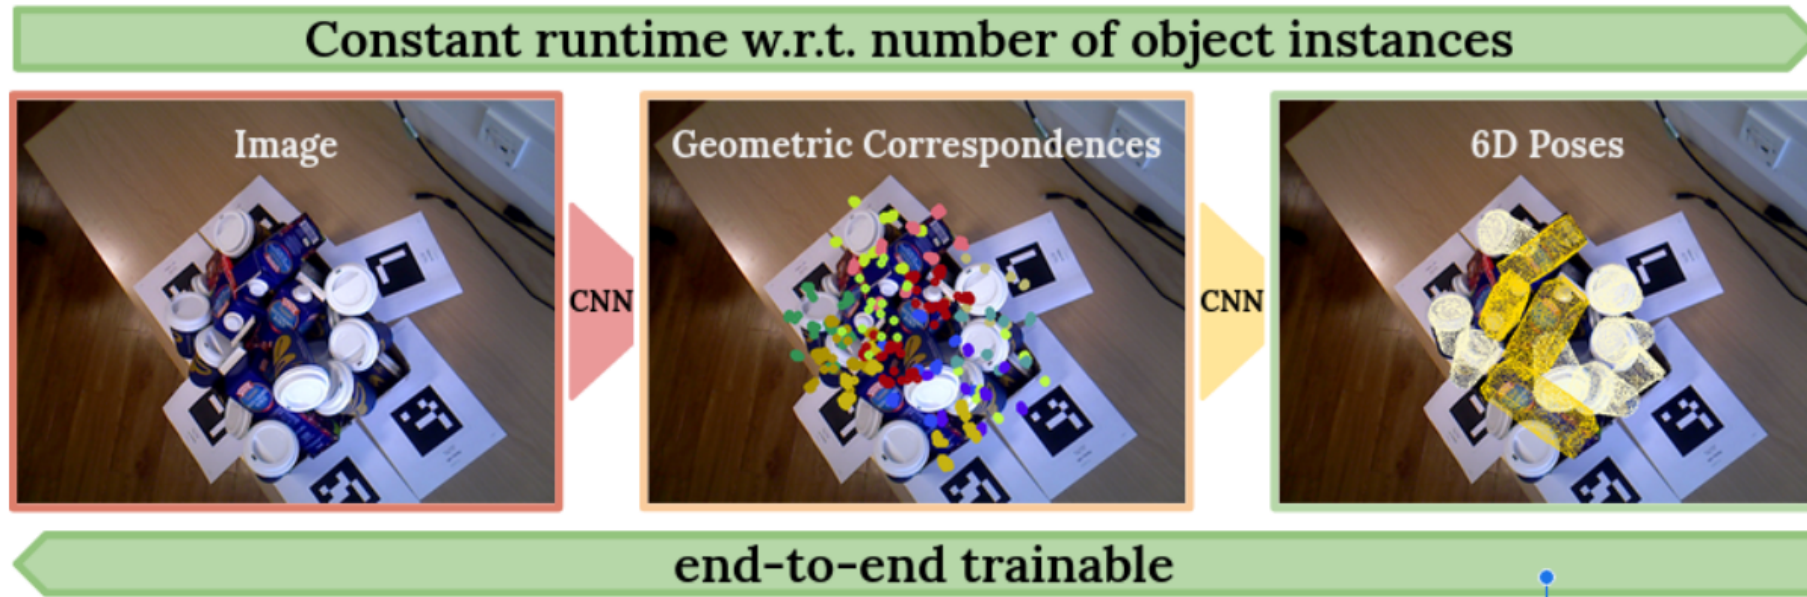 Constant runtime w.r.t. number of object instances
Image
Geometric Correspondences
6D Poses
CNN
CNN
end-to-end trainable